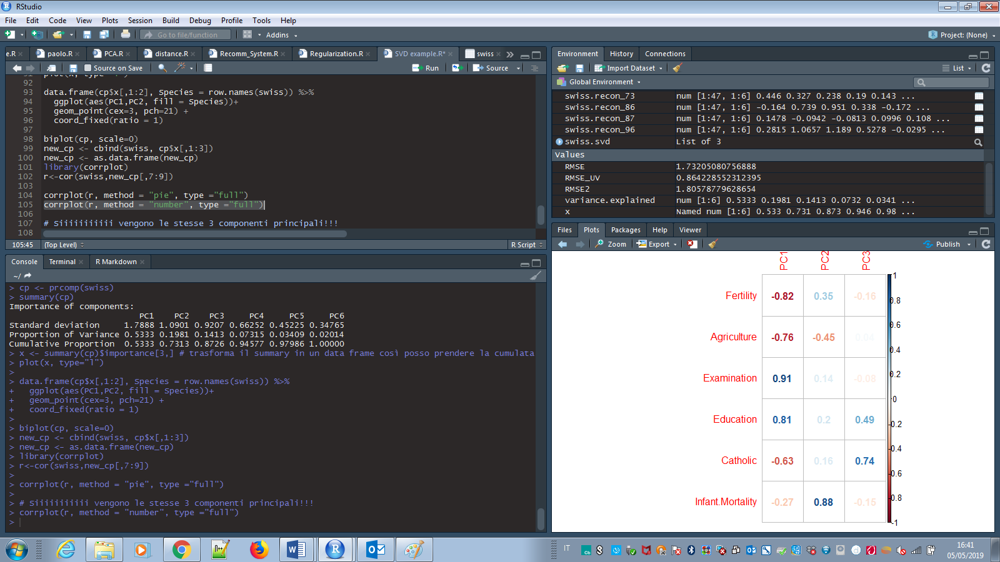 RStudio
File Edit Code View Plots Session Build Debug Profile Tools Help
Go to file/function Addins Project: (None)
e.R paolo.R PCA.R distance.R Recomm_System.R Regularization.R SVD example.R* swiss
Source on Save Run Source
92
93 data.frame(cp$x[,1:2], Species = row.names(swiss)) %>%
94 ggplot(aes(PC1,PC2, fill = Species))+
95 geom_point(cex=3, pch=21) +
96 coord_fixed(ratio = 1)
97
98 biplot(cp, scale=0)
99 new_cp <- cbind(swiss, cp$x[,1:3])
100 new_cp <- as.data.frame(new_cp)
101 library(corrplot)
102 r<-cor(swiss,new_cp[,7:9])
103
104 corrplot(r, method = "pie", type ="full")
105 corrplot(r, method = "number", type ="full")
106
107 # Siiiiiiiiiii vengono le stesse 3 componenti principali!!!
108
105:45 (Top Level) R Script
Console Terminal R Markdown
~/
> cp <- prcomp(swiss)
> summary(cp)
Importance of components:
PC1 PC2 PC3 PC4 PC5 PC6
Standard deviation 1.7888 1.0901 0.9207 0.66252 0.45225 0.34765
Proportion of Variance 0.5333 0.1981 0.1413 0.07315 0.03409 0.02014
Cumulative Proportion 0.5333 0.7313 0.8726 0.94577 0.97986 1.00000
> x <- summary(cp)$importance[3,] # trasforma il summary in un data frame così posso prendere la cumulata
> plot(x, type="l")
>
> data.frame(cp$x[,1:2], Species = row.names(swiss)) %>%
+ ggplot(aes(PC1,PC2, fill = Species))+
+ geom_point(cex=3, pch=21) +
+ coord_fixed(ratio = 1)
>
> biplot(cp, scale=0)
> new_cp <- cbind(swiss, cp$x[,1:3])
> new_cp <- as.data.frame(new_cp)
> library(corrplot)
> r<-cor(swiss,new_cp[,7:9])
>
> corrplot(r, method = "pie", type ="full")
>
> # Siiiiiiiiiii vengono le stesse 3 componenti principali!!!
> corrplot(r, method = "number", type ="full")
>
Environment History Connections
Import Dataset List
Global Environment
swiss.recon_73 num [1:47, 1:6] 0.446 0.327 0.238 0.19 0.143 ...
swiss.recon_86 num [1:47, 1:6] -0.164 0.739 0.951 0.338 -0.172 ...
swiss.recon_87 num [1:47, 1:6] 0.1478 -0.0942 -0.0813 0.0996 0.108 ...
swiss.recon_96 num [1:47, 1:6] 0.2815 1.0657 1.189 0.5278 -0.0295 ...
swiss.svd List of 3
Values
RMSE 1.73205080756888
RMSE_UV 0.864228552312395
RMSE2 1.80578779628654
variance.explained num [1:6] 0.5333 0.1981 0.1413 0.0732 0.0341 ...
x Named num [1:6] 0.533 0.731 0.873 0.946 0.98 ...
Files Plots Packages Help Viewer
Zoom Export Publish
PC1 PC2 PC3
Fertility -0.82 0.35 -0.16
Agriculture -0.76 -0.45 0.04
Examination 0.91 0.14 -0.08
Education 0.81 0.2 0.49
Catholic -0.63 0.16 0.74
Infant.Mortality -0.27 0.88 -0.15
1
0.8
0.6
0.4
0.2
0
-0.2
-0.4
-0.6
-0.8
-1
IT
16:41
05/05/2019